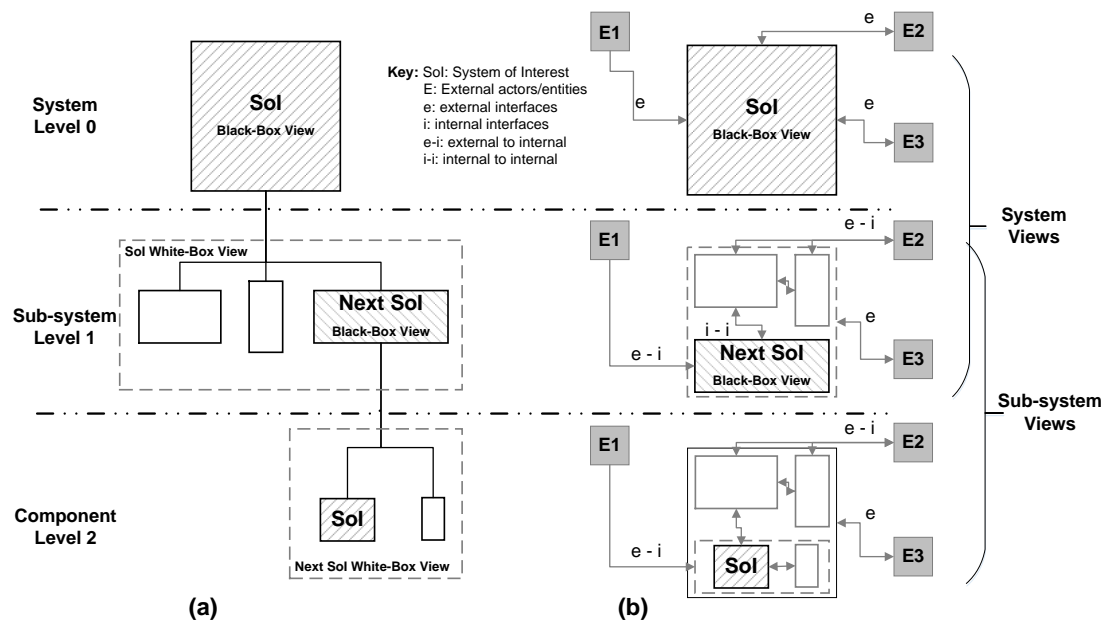 System
Level 0
SoI
Black-Box View
Key: SoI: System of Interest
E: External actors/entities
e: external interfaces
i: internal interfaces
e-i: external to internal
i-i: internal to internal
E1
e
E2
e
e
E3
SoI
Black-Box View
System
Views
Sub-system
Level 1
SoI White-Box View
Next SoI
Black-Box View
E1
e - i
E2
e
E3
i - i
e - i
Next SoI
Black-Box View
Sub-system
Views
Component
Level 2
SoI
Next SoI White-Box View
E1
e - i
E2
e
E3
e - i
SoI
(a)
(b)